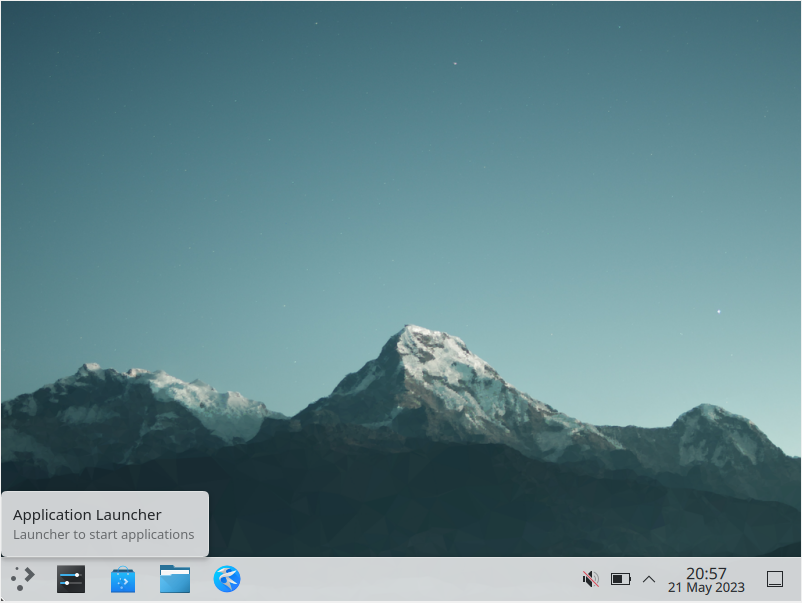 Application Launcher
Launcher to start applications
20:57
21 May 2023